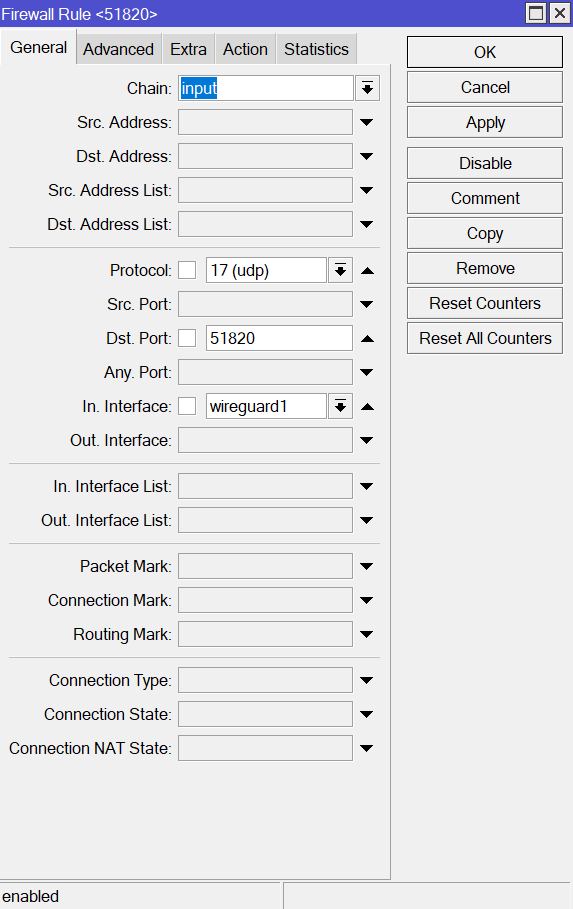 Firewall Rule <51820>
General Advanced Extra Action Statistics
OK
Cancel
Apply
Disable
Comment
Copy
Remove
Reset Counters
Reset All Counters
Chain: input
Src. Address:
Dst. Address:
Src. Address List:
Dst. Address List:
Protocol: 17 (udp)
Src. Port:
Dst. Port: 51820
Any. Port:
In. Interface: wireguard1
Out. Interface:
In. Interface List:
Out. Interface List:
Packet Mark:
Connection Mark:
Routing Mark:
Connection Type:
Connection State:
Connection NAT State:
enabled